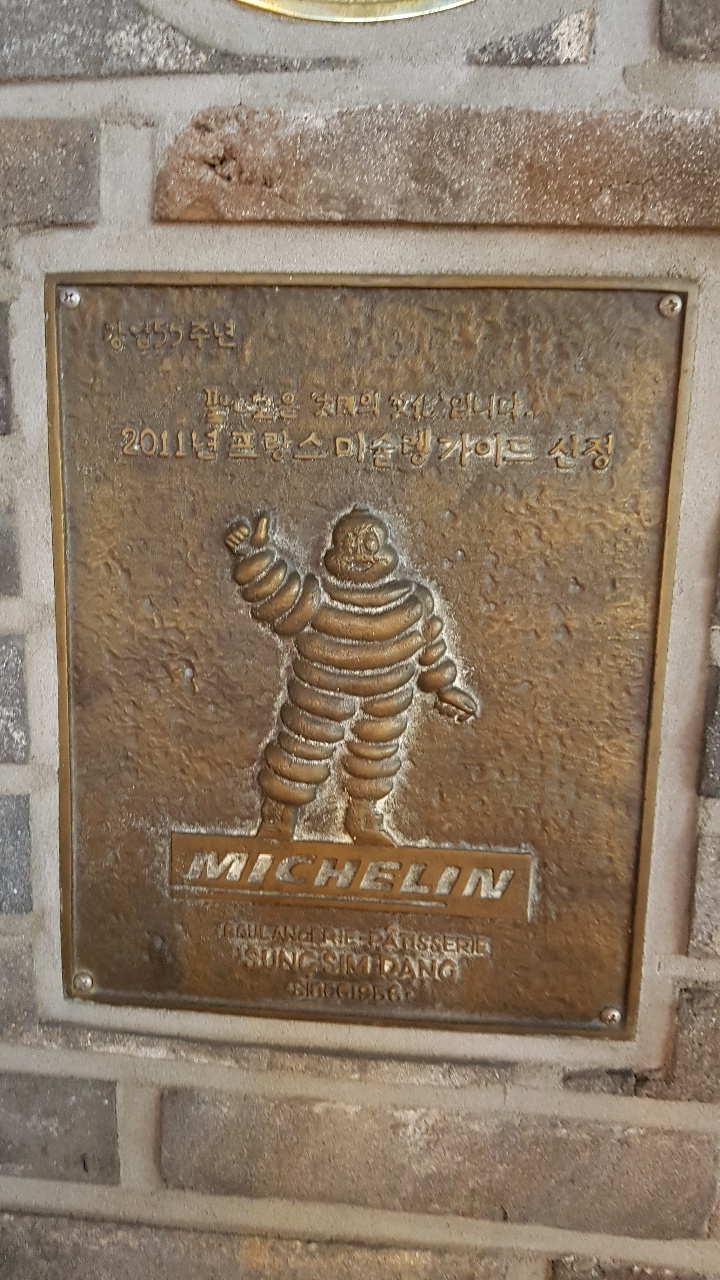 창업55주년
입니다.
2011년 프랑스 미슐렝 가이드 선정
MICHELIN
BOULANGERIE-PATISSERIE
SUNG SIM DANG
SINCE 1956